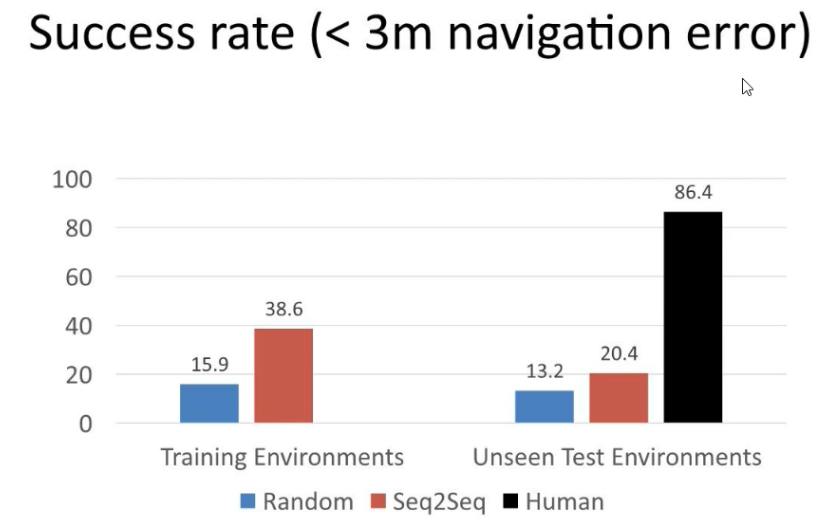 Success rate (< 3m navigation error)
100
80
60
40
20
0
15.9
38.6
13.2
20.4
86.4
Training Environments
Unseen Test Environments
Random Seq2Seq Human